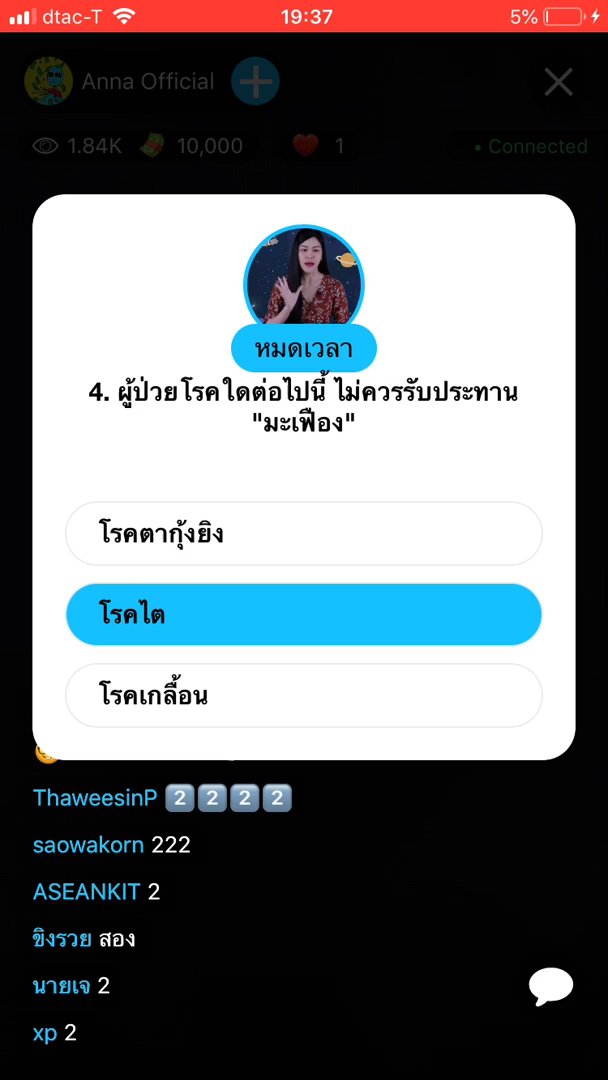 dtac-T
19:37
5%
Anna Official
1.84K
10,000
1
• Connected
หมดเวลา
4. ผู้ป่วยโรคใดต่อไปนี้ ไม่ควรรับประทาน
"มะเฟือง"
โรคตากุ้งยิง
โรคไต
โรคเกลื้อน
ThaweesinP 2 2 2 2
saowakorn 222
ASEANKIT 2
ขิงรวย สอง
นายเจ 2
xp 2